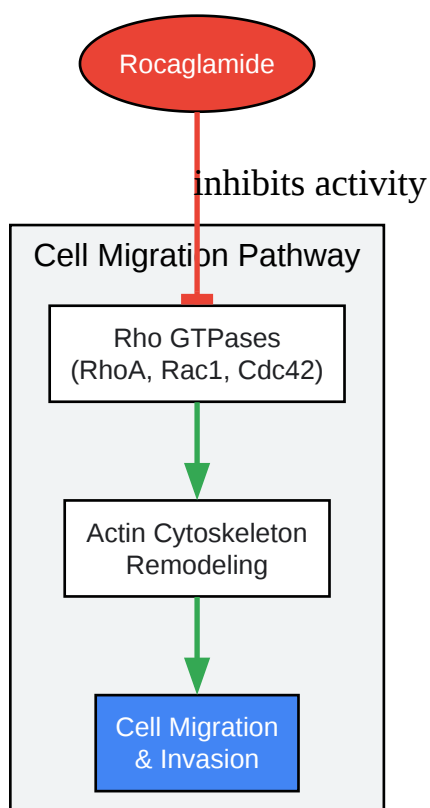 Rocaglamide
inhibits activity
Cell Migration Pathway
Rho GTPases
(RhoA, Rac1, Cdc42)
Actin Cytoskeleton
Remodeling
Cell Migration
& Invasion